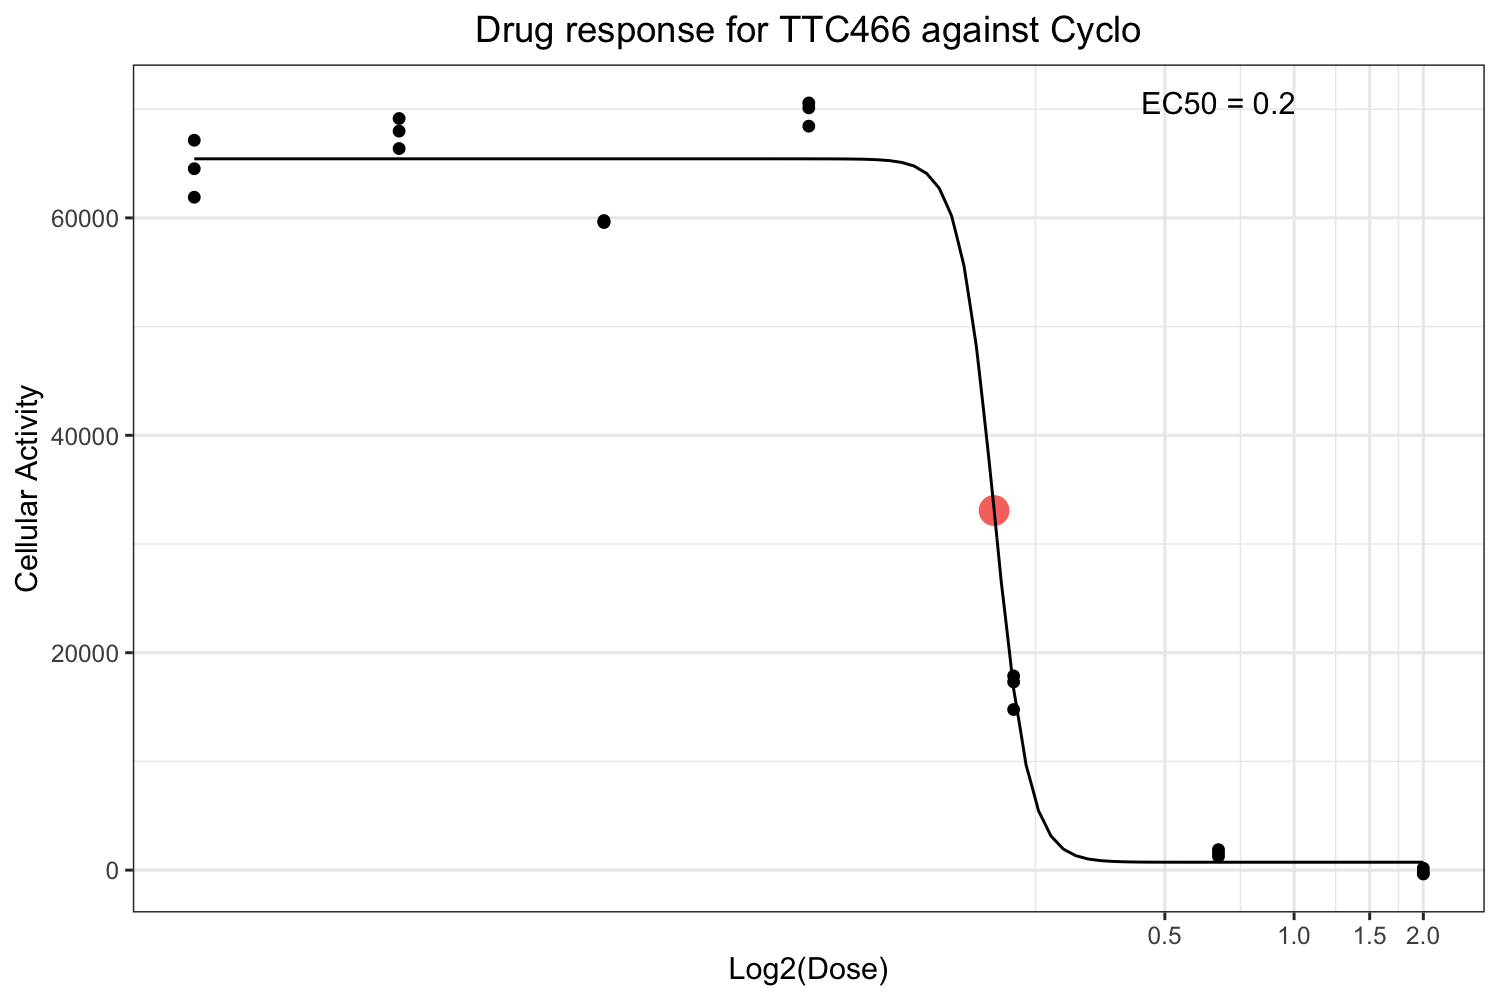 Drug response for TTC466 against Cyclo
EC50 = 0.2
60000
40000
20000
0
Cellular Activity
0.5 1.0 1.5 2.0
Log2(Dose)